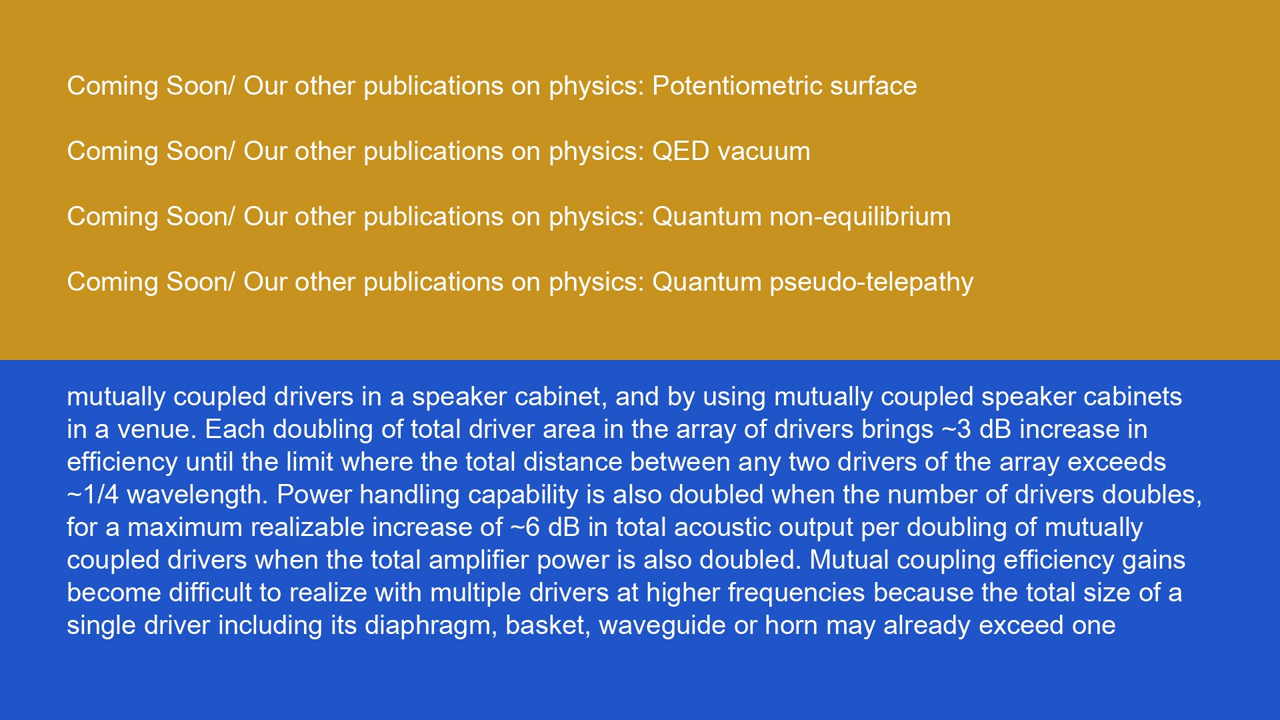 Coming Soon/ Our other publications on physics: Potentiometric surface
Coming Soon/ Our other publications on physics: QED vacuum
Coming Soon/ Our other publications on physics: Quantum non-equilibrium
Coming Soon/ Our other publications on physics: Quantum pseudo-telepathy
mutually coupled drivers in a speaker cabinet, and by using mutually coupled speaker cabinets
in a venue. Each doubling of total driver area in the array of drivers brings ~3 dB increase in
efficiency until the limit where the total distance between any two drivers of the array exceeds
~1/4 wavelength. Power handling capability is also doubled when the number of drivers doubles,
for a maximum realizable increase of ~6 dB in total acoustic output per doubling of mutually
coupled drivers when the total amplifier power is also doubled. Mutual coupling efficiency gains
become difficult to realize with multiple drivers at higher frequencies because the total size of a
single driver including its diaphragm, basket, waveguide or horn may already exceed one